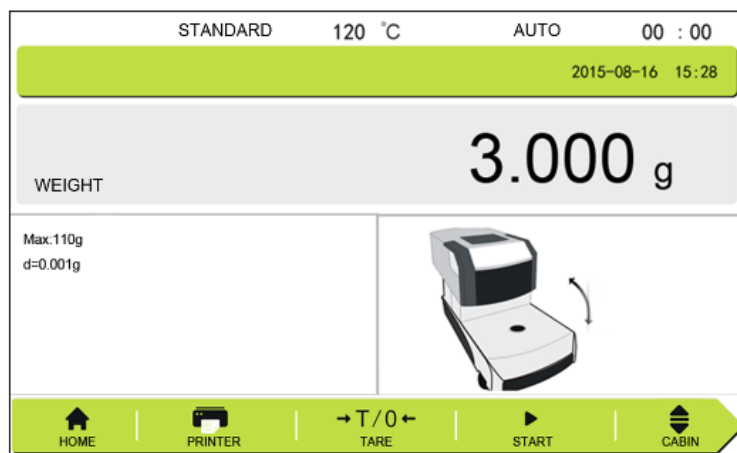 STANDARD 120 °C AUTO 00 : 00
2015-08-16 15:28
3.000 g
WEIGHT
Max:110g
d=0.001g
→T/0←
HOME PRINTER TARE START CABIN